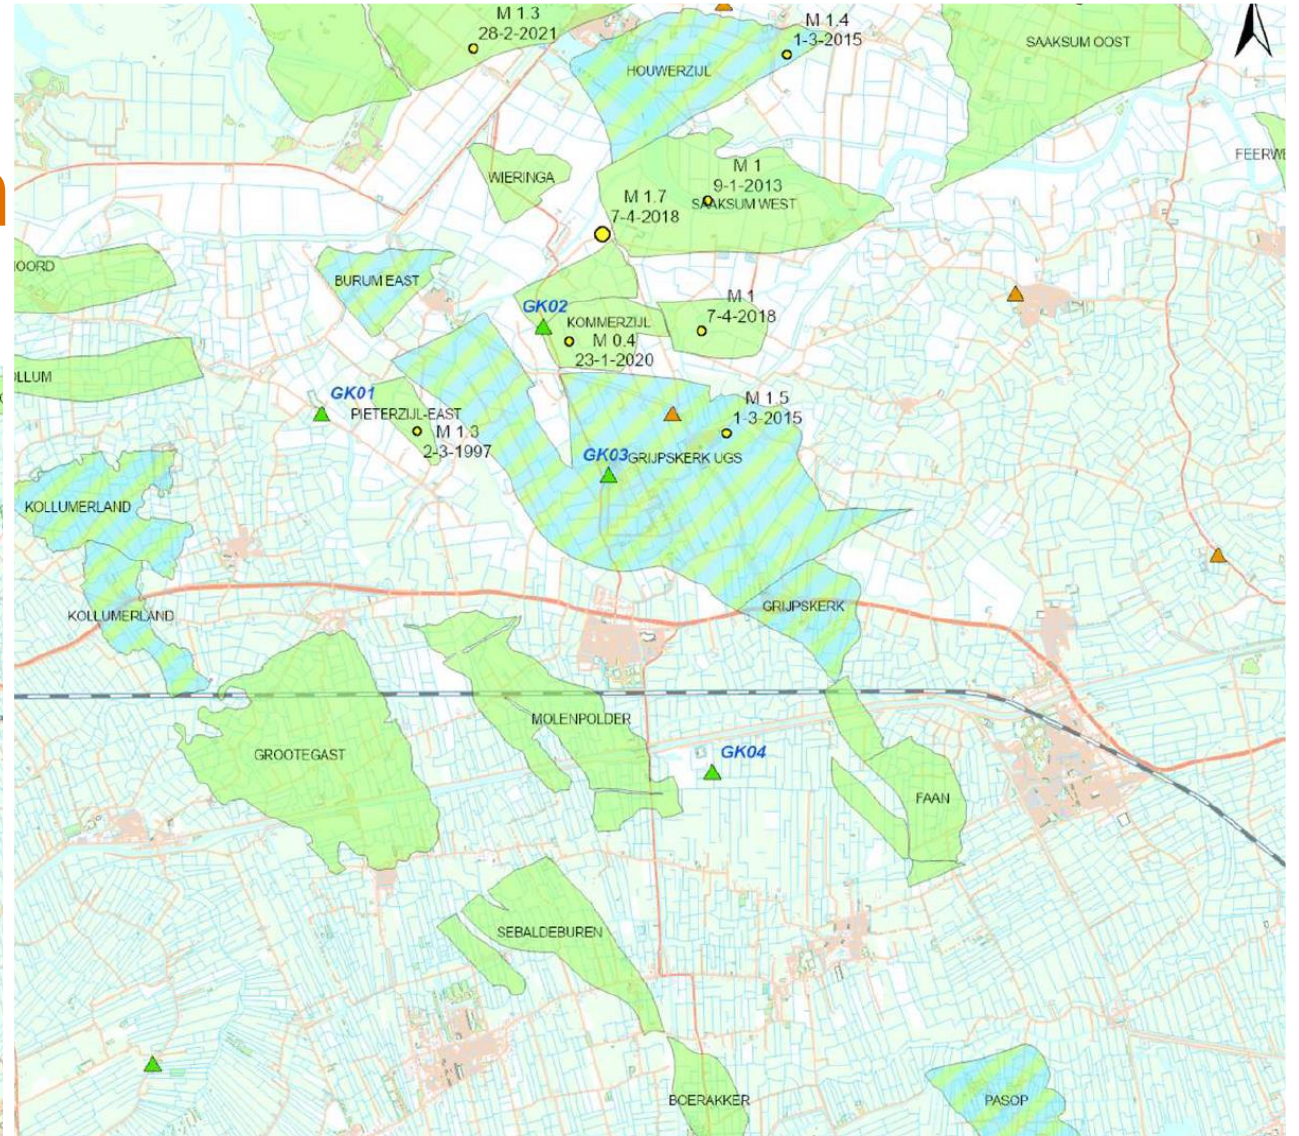 M 1.3
28-2-2021
M 1.4
1-3-2015
SAAKSUM OOST
HOUWERZIJL
FEERWE
WIERINGA
M 1
9-1-2013
SAAKSUM WEST
M 1.7
7-4-2018
OORD
BURUM EAST
GK02
KOMMERZIJL
M 0.4
23-1-2020
M 1
7-4-2018
LLUM
GK01
PIETERZIJL-EAST
M 1.3
2-3-1997
M 1.5
1-3-2015
GK03
GRIJPSKERK UGS
KOLLUMERLAND
KOLLUMERLAND
GRIJPSKERK
MOLENPOLDER
GROOTEGAST
GK04
FAAN
SEBALDEBUREN
BOERAKKER
PASOP